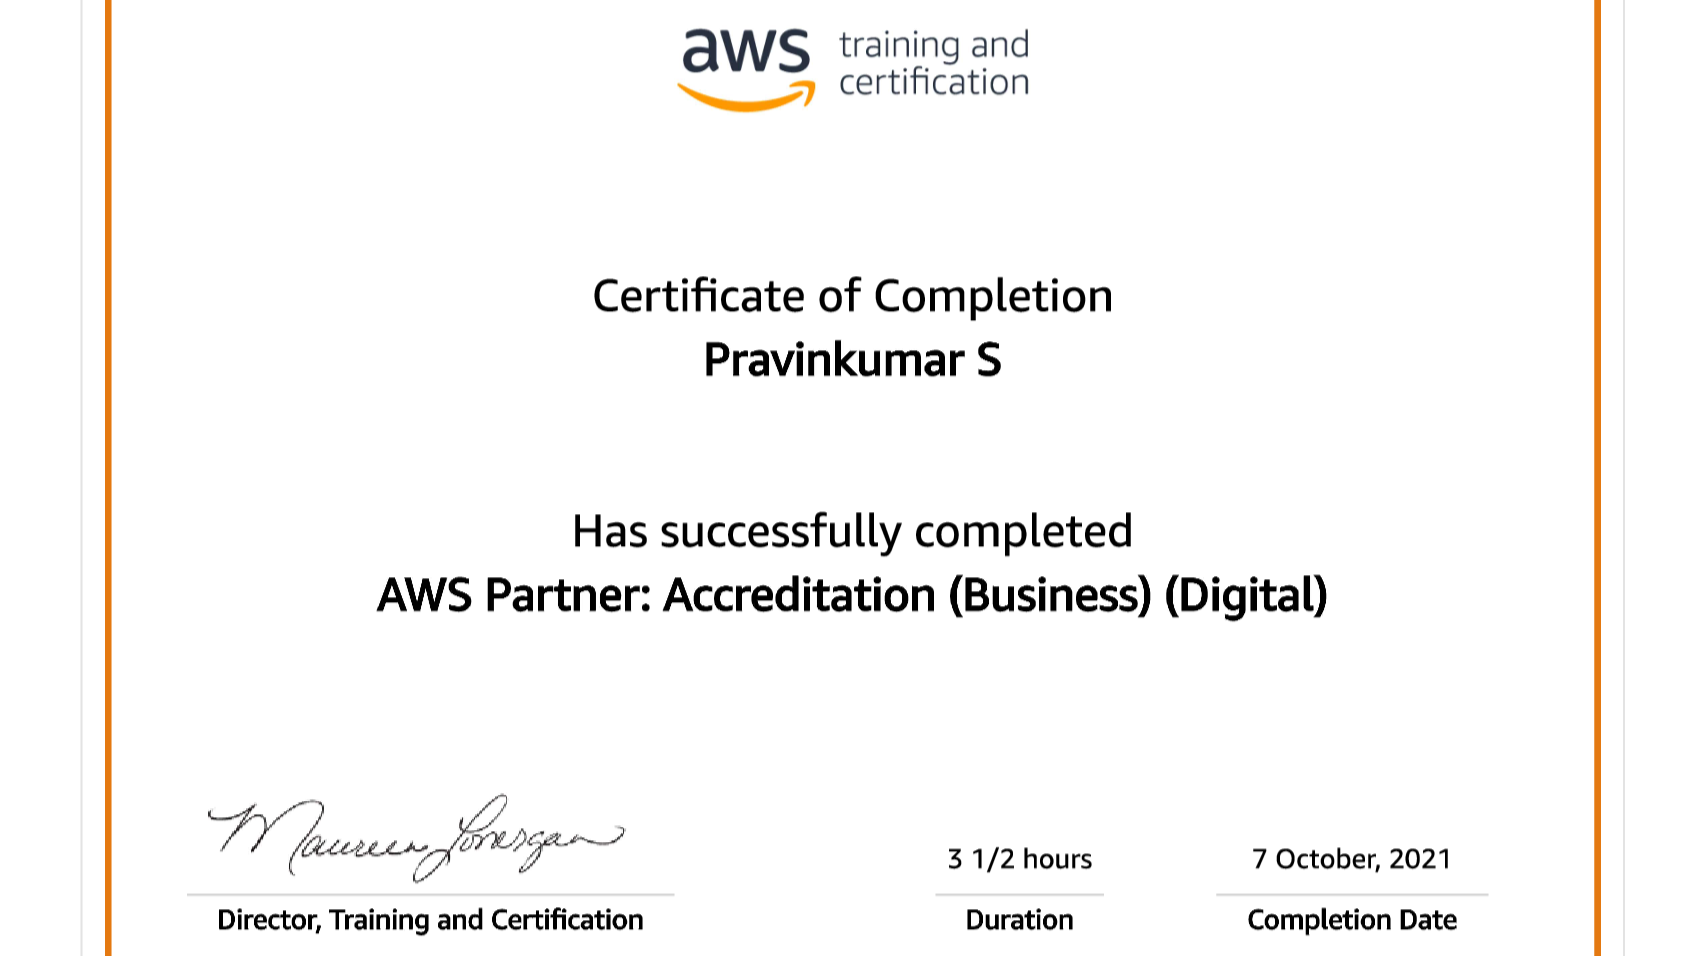 aws training and
certification
Certificate of Completion
Pravinkumar S
Has successfully completed
AWS Partner: Accreditation (Business) (Digital)
Maureen Lonergan
3 1/2 hours
7 October, 2021
Director, Training and Certification
Duration
Completion Date